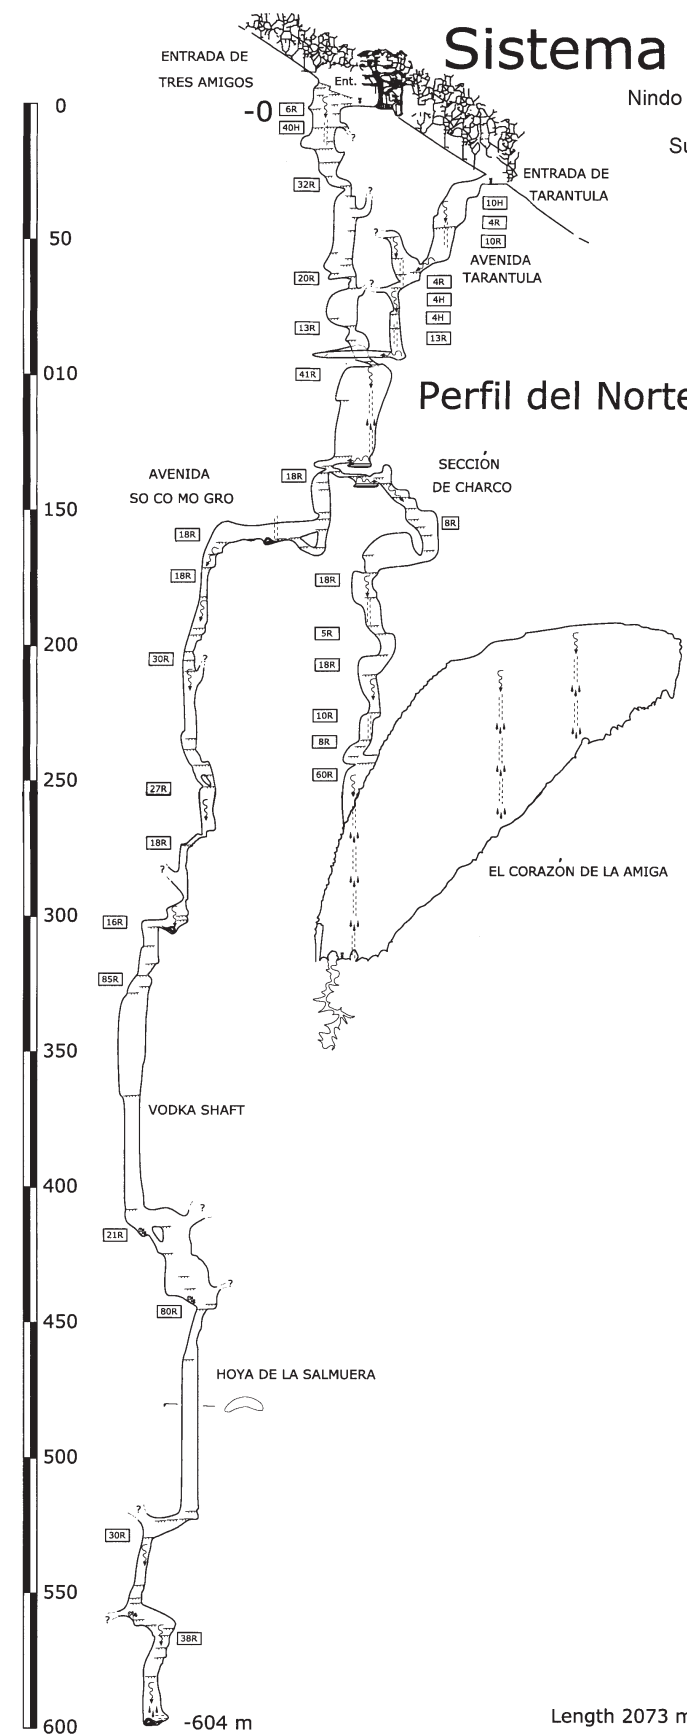 Sistema
ENTRADA DE
TRES AMIGOS
Ent.
Nindo
0
-0
6R
40H
?
Su
ENTRADA DE
TARANTULA
32R
?
10H
4R
50
?
10R
AVENIDA
TARANTULA
20R
?
4R
4H
4H
13R
13R
010
41R
Perfil del Norte
AVENIDA
SO CO MO GRO
18R
SECCIÓN
DE CHARCO
150
8R
18R
18R
18R
200
5R
30R
?
18R
10R
8R
250
60R
27R
18R
?
EL CORAZÓN DE LA AMIGA
300
16R
85R
350
VODKA SHAFT
400
?
21R
?
80R
450
HOYA DE LA SALMUERA
500
?
30R
550
?
38R
600
-604 m
Length 2073 m